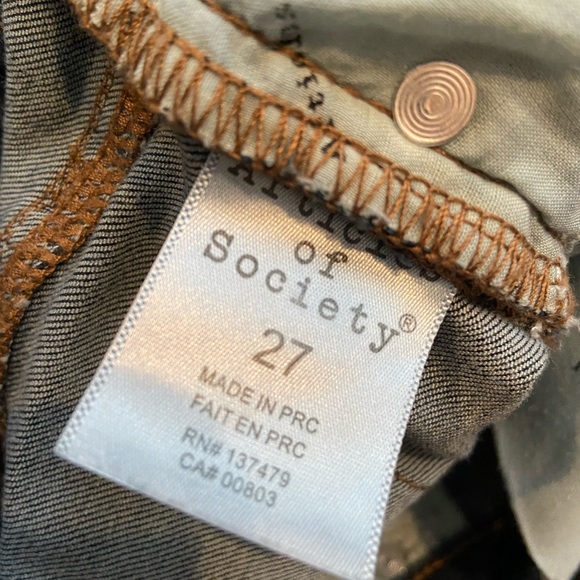 Articles
of
Society®
27
MADE IN PRC
FAIT EN PRC
RN# 137479
CA# 00803